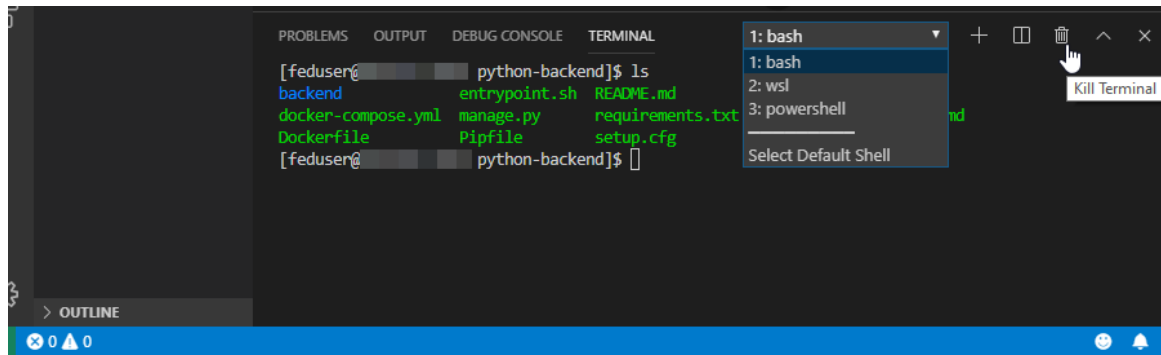 PROBLEMS OUTPUT DEBUG CONSOLE TERMINAL 1: bash
1: bash
2: wsl
3: powershell
Select Default Shell
Kill Terminal
[feduser@ python-backend]$ ls
backend entrypoint.sh README.md
docker-compose.yml manage.py requirements.txt md
Dockerfile Pipfile setup.cfg
[feduser@ python-backend]$
OUTLINE
0 0